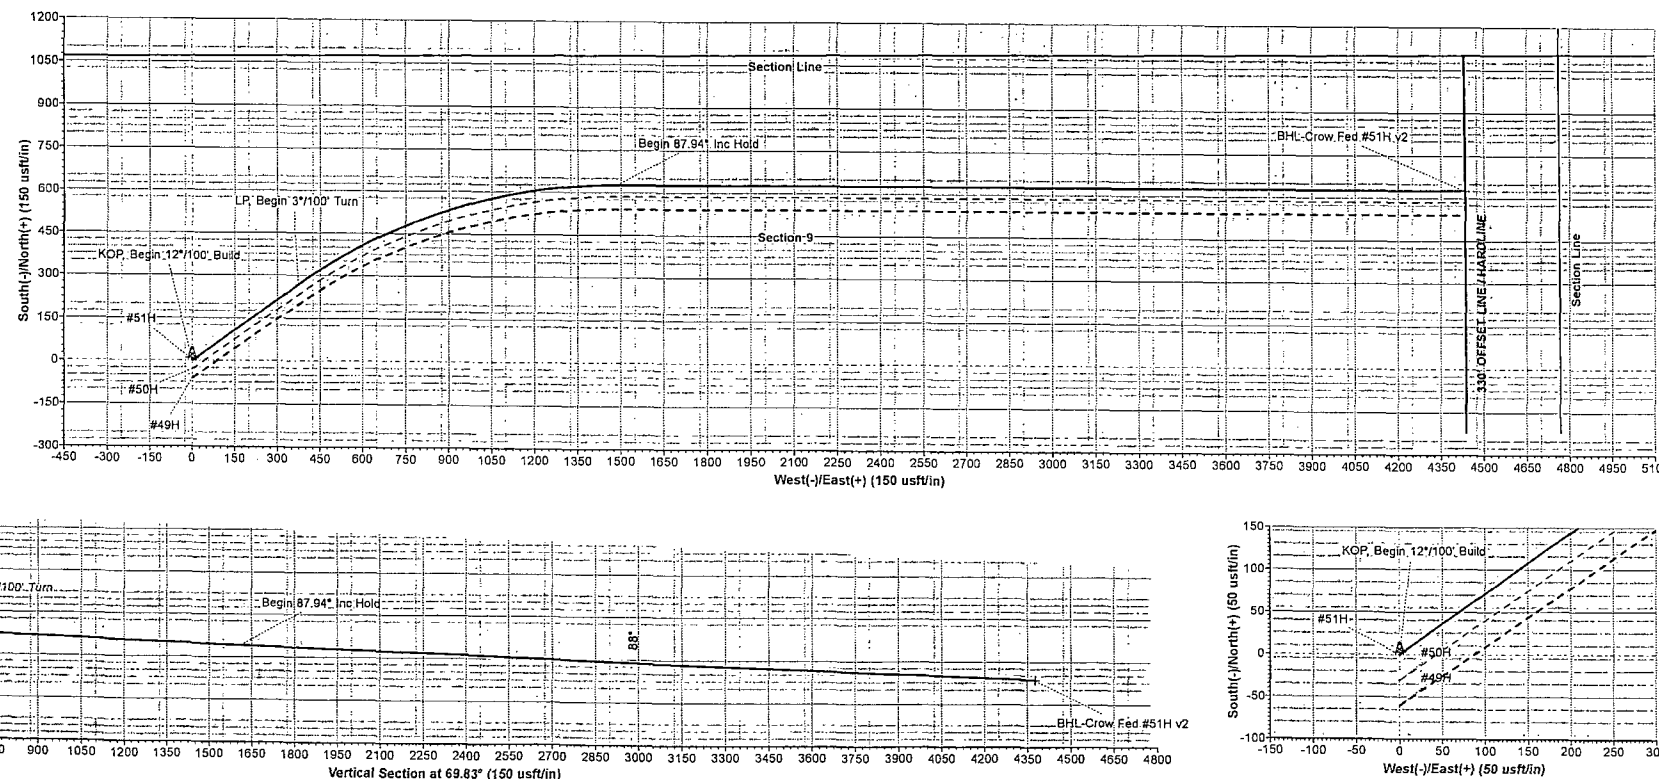 1200
1050
900
750
600
450
300
150
0
-150
-300
South(-)/North(+) (150 usft/in)
Section Line
Begin 87.94° Inc Hold
BHL-Crow Fed #51H v2
LP, Begin 3°/100' Turn
Section 9
KOP, Begin 12°/100' Build
#51H
#50H
#49H
330' OFFSET LINE / HARDLINE
Section Line
-450 -300 -150 0 150 300 450 600 750 900 1050 1200 1350 1500 1650 1800 1950 2100 2250 2400 2550 2700 2850 3000 3150 3300 3450 3600 3750 3900 4050 4200 4350 4500 4650 4800 4950 510
West(-)/East(+) (150 usft/in)
/100' Turn
Begin 87.94° Inc Hold
88°
BHL-Crow Fed #51H v2
0 900 1050 1200 1350 1500 1650 1800 1950 2100 2250 2400 2550 2700 2850 3000 3150 3300 3450 3600 3750 3900 4050 4200 4350 4500 4650 4800
Vertical Section at 69.83° (150 usft/in)
150
100
50
0
-50
-100
South(-)/North(+) (50 usft/in)
KOP, Begin 12°/100' Build
#51H
#50H
#49H
-150 -100 -50 0 50 100 150 200 250 30
West(-)/East(+) (50 usft/in)